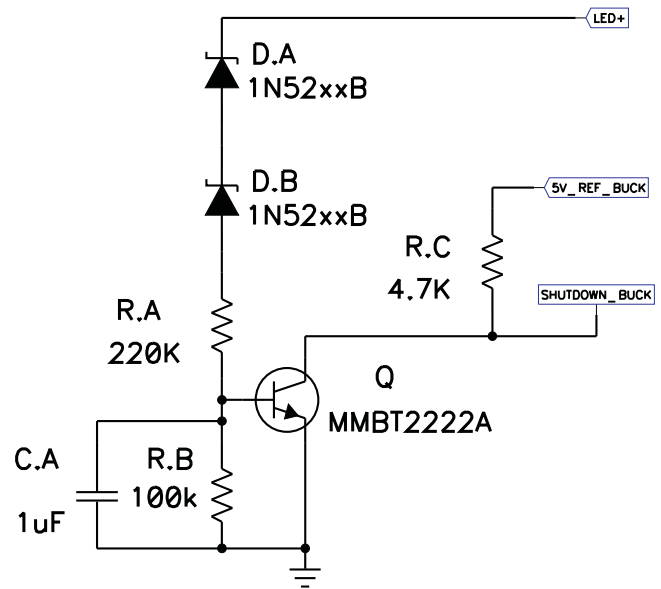 LED+
D.A
1N52xxB
D.B
1N52xxB
5V_REF_BUCK
R.C
4.7K
SHUTDOWN_BUCK
R.A
220K
Q
MMBT2222A
C.A
1uF
R.B
100k